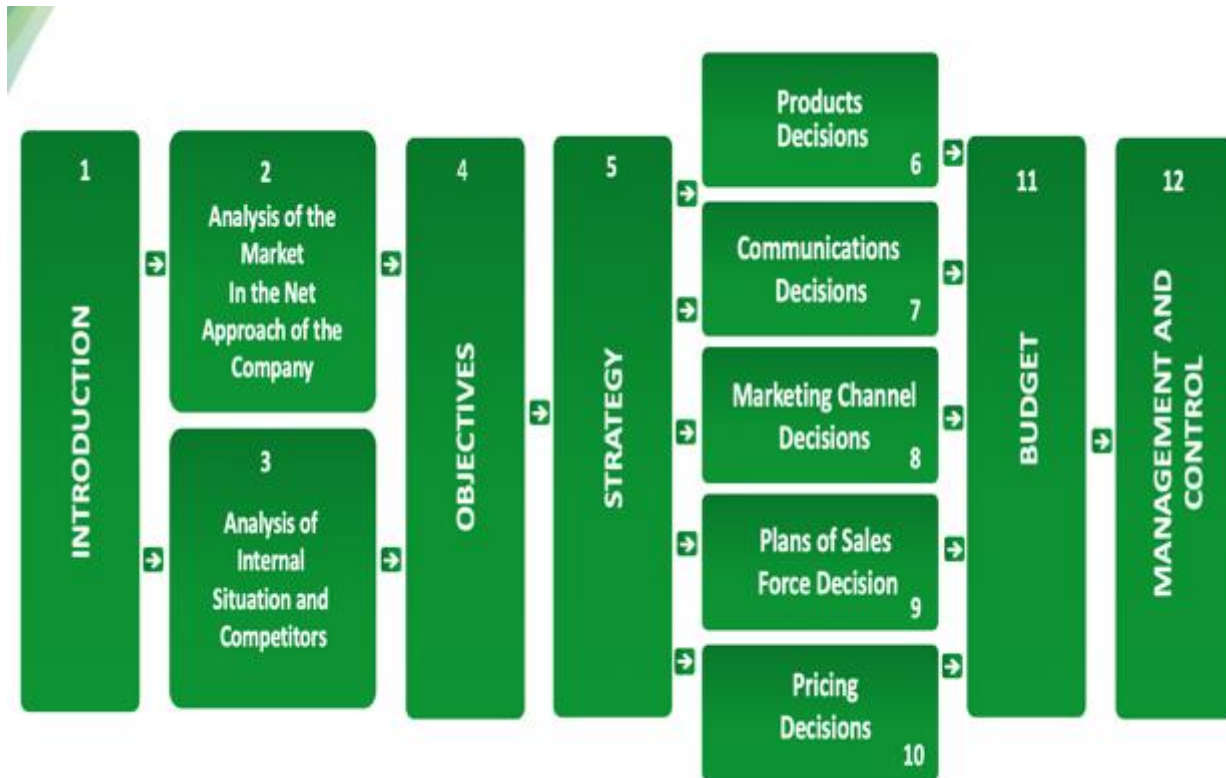 1
INTRODUCTION
2
Analysis of the
Market
In the Net
Approach of the
Company
3
Analysis of
Internal
Situation and
Competitors
4
OBJECTIVES
5
STRATEGY
Products
Decisions
6
Communications
Decisions
7
Marketing Channel
Decisions
8
Plans of Sales
Force Decision
9
Pricing
Decisions
10
11
BUDGET
12
MANAGEMENT AND
CONTROL